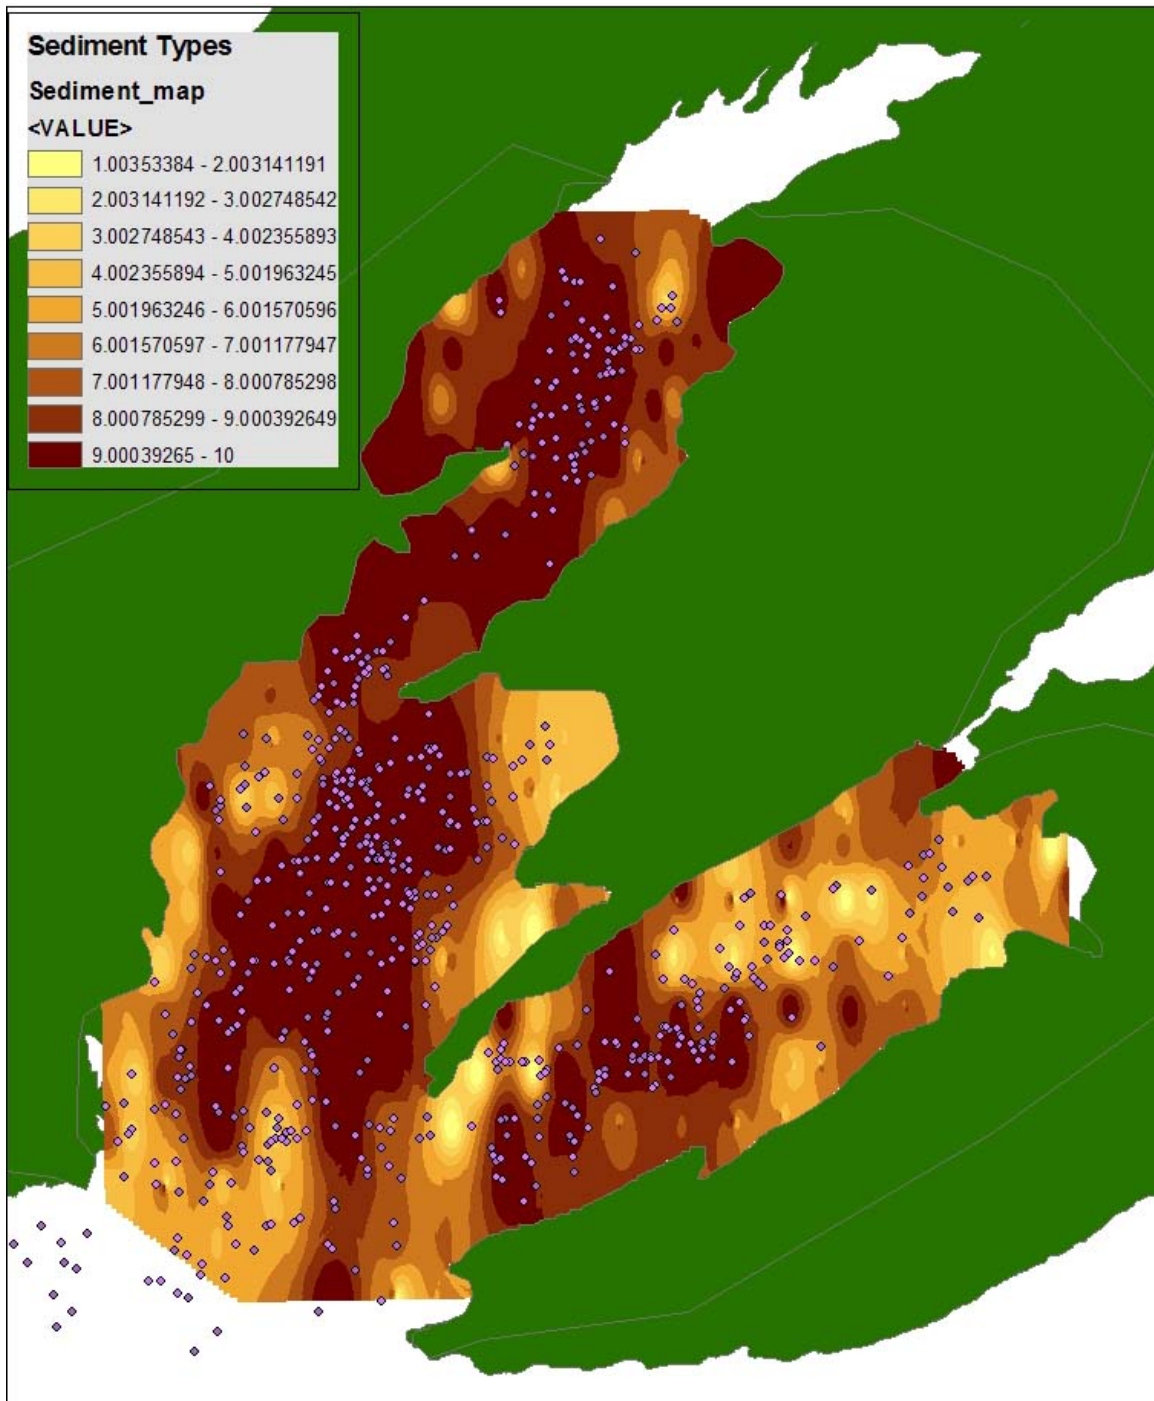 Sediment Types
Sediment_map
<VALUE>
1.00353384 - 2.003141191
2.003141192 - 3.002748542
3.002748543 - 4.002355893
4.002355894 - 5.001963245
5.001963246 - 6.001570596
6.001570597 - 7.001177947
7.001177948 - 8.000785298
8.000785299 - 9.000392649
9.00039265 - 10